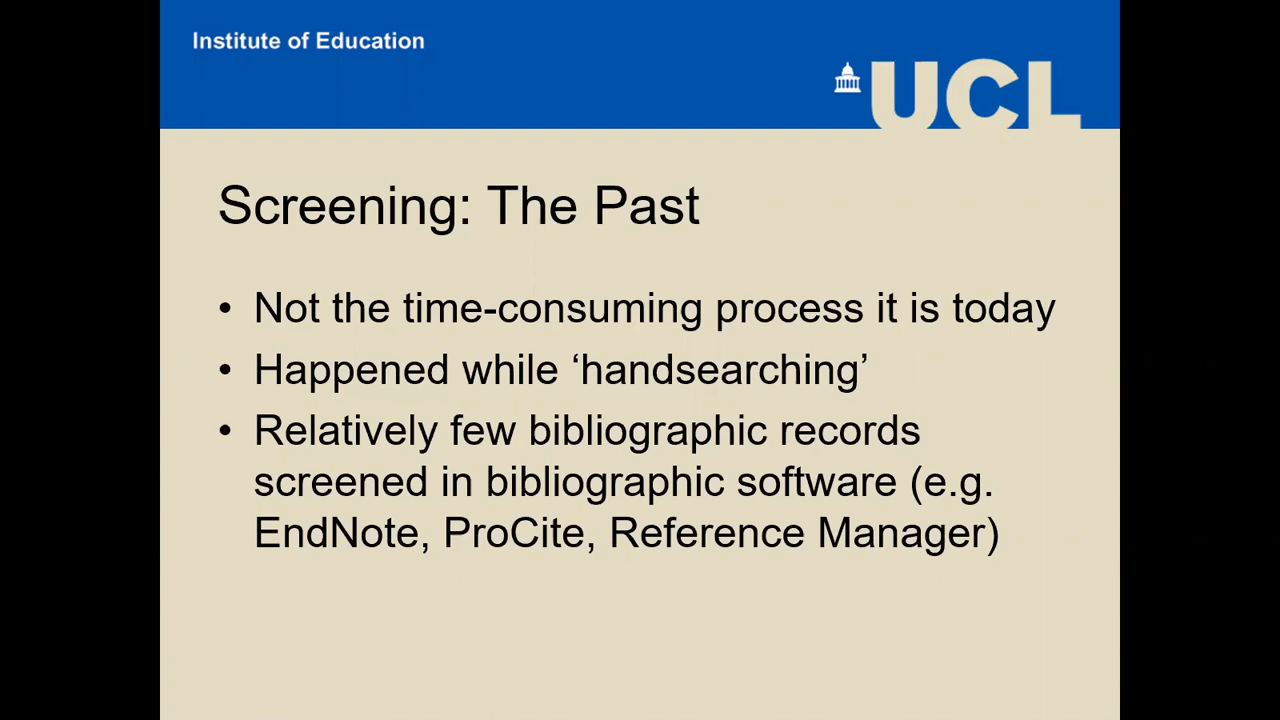 Institute of Education
UCL
Screening: The Past
• Not the time-consuming process it is today
• Happened while ‘handsearching’
• Relatively few bibliographic records
screened in bibliographic software (e.g.
EndNote, ProCite, Reference Manager)